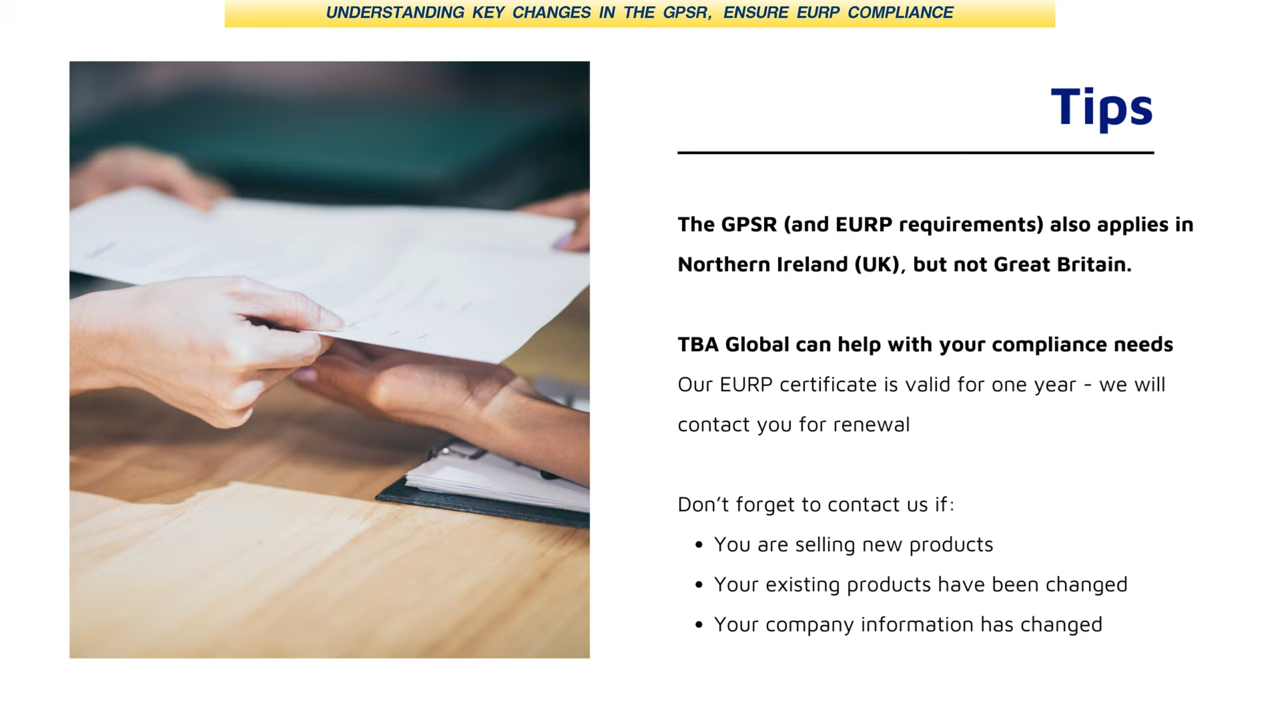 UNDERSTANDING KEY CHANGES IN THE GPSR, ENSURE EURP COMPLIANCE
Tips
The GPSR (and EURP requirements) also applies in
Northern Ireland (UK), but not Great Britain.
TBA Global can help with your compliance needs
Our EURP certificate is valid for one year - we will
contact you for renewal
Don’t forget to contact us if:
• You are selling new products
• Your existing products have been changed
• Your company information has changed